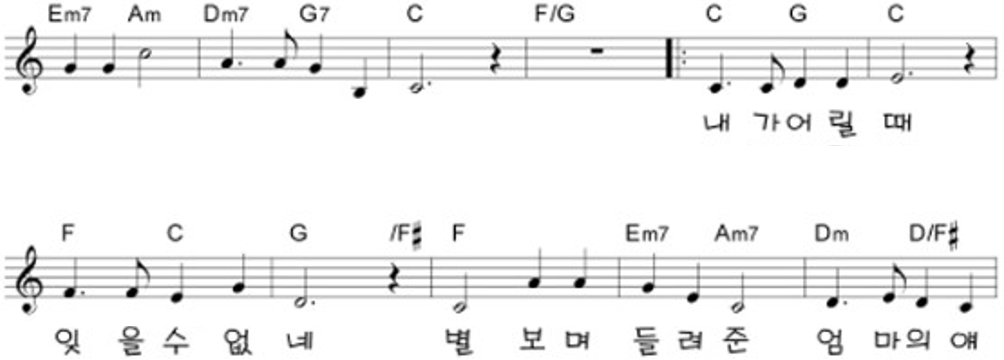 Em7 Am Dm7 G7 C F/G C G C
내 가 어 릴 때
F C G /F♯ F Em7 Am7 Dm D/F♯
잊 을 수 없 네 별 보 며 들 려 준 엄 마 의 얘